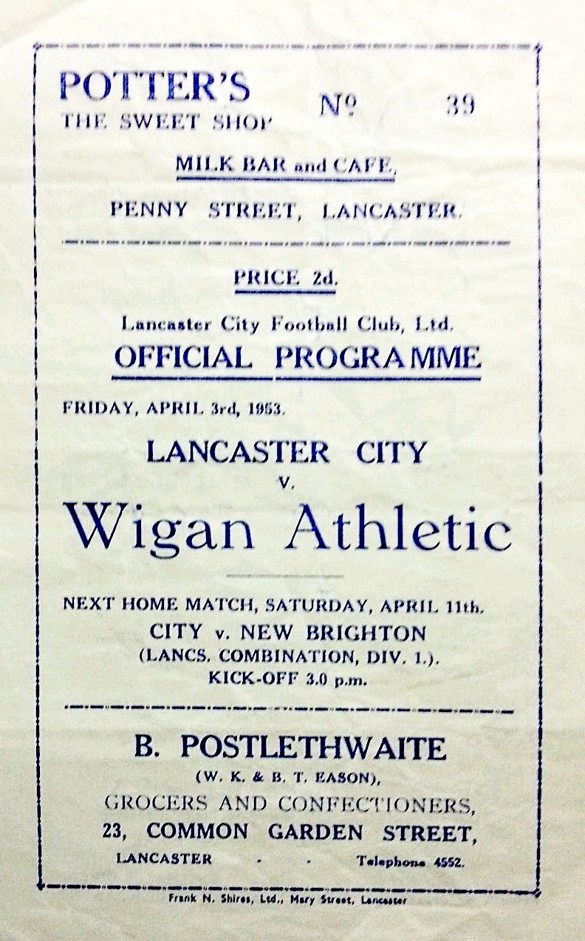 POTTER'S
THE SWEET SHOP
Nº 39
MILK BAR and CAFE,
PENNY STREET, LANCASTER.
PRICE 2d.
Lancaster City Football Club, Ltd.
OFFICIAL PROGRAMME
FRIDAY, APRIL 3rd, 1953.
LANCASTER CITY
v.
Wigan Athletic
NEXT HOME MATCH, SATURDAY, APRIL 11th.
CITY v. NEW BRIGHTON
(LANCS. COMBINATION, DIV. 1.).
KICK-OFF 3.0 p.m.
B. POSTLETHWAITE
(W. K. & B. T. EASON),
GROCERS AND CONFECTIONERS,
23, COMMON GARDEN STREET,
LANCASTER - - Telephone 4552.
Frank N. Shires, Ltd., Mary Street, Lancaster